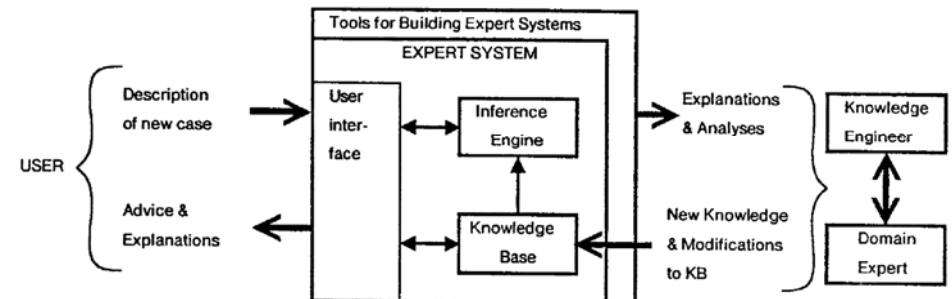 Tools for Building Expert Systems
EXPERT SYSTEM
USER
Description
of new case
Advice &
Explanations
User
inter-
face
Inference
Engine
Knowledge
Base
Explanations
& Analyses
New Knowledge
& Modifications
to KB
Knowledge
Engineer
Domain
Expert